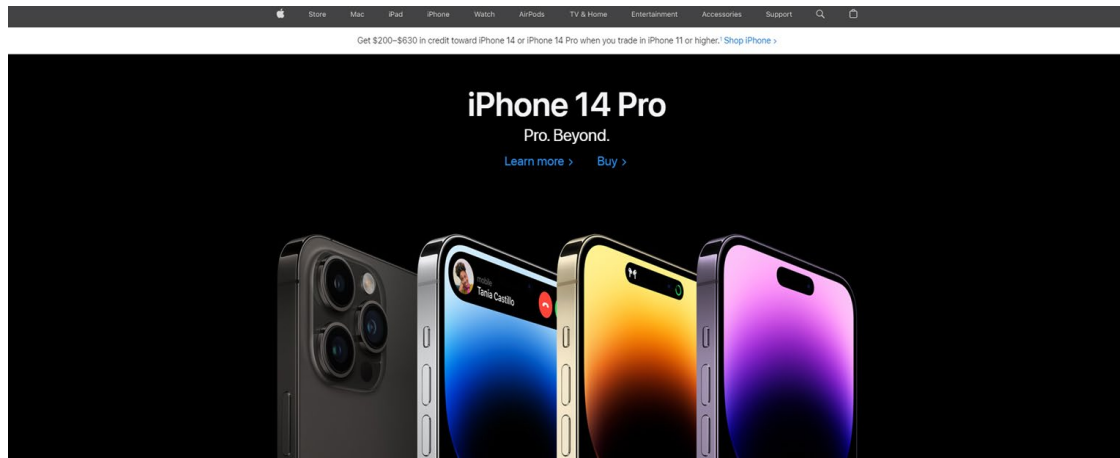 Store Mac iPad iPhone Watch AirPods TV & Home Entertainment Accessories Support
Get $200–$630 in credit toward iPhone 14 or iPhone 14 Pro when you trade in iPhone 11 or higher.¹ Shop iPhone >
iPhone 14 Pro
Pro. Beyond.
Learn more > Buy >
mobile
Tania Castillo